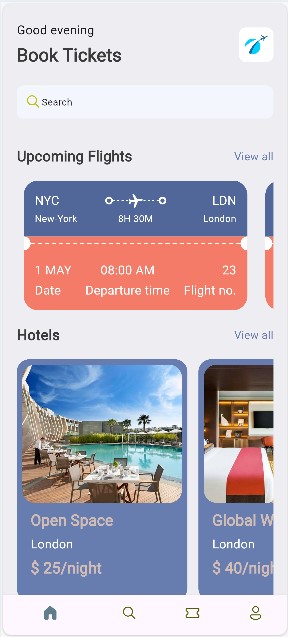 Good evening
Book Tickets
Search
Upcoming Flights View all
NYC LDN
New York 8H 30M London
1 MAY 08:00 AM 23
Date Departure time Flight no.
Hotels View all
Open Space Global W
London London
$ 25/night $ 40/nigh